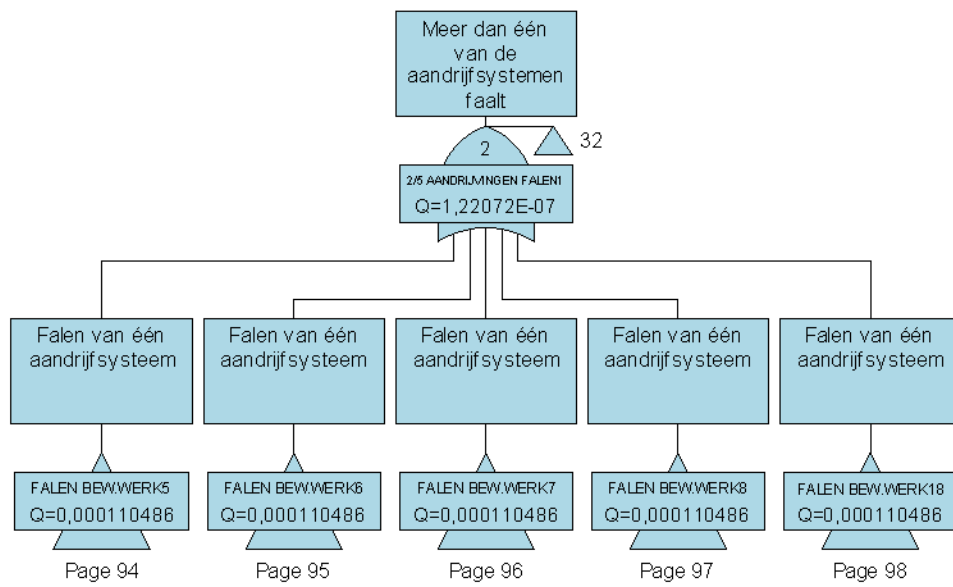 Meer dan één
van de
aandrijfsystemen
faalt
2
32
2/5 AANDRIJVINGEN FALEN1
Q=1,22072E-07
Falen van één
aandrijfsysteem
Falen van één
aandrijfsysteem
Falen van één
aandrijfsysteem
Falen van één
aandrijfsysteem
Falen van één
aandrijfsysteem
FALEN BEW.WERK5
Q=0,000110486
FALEN BEW.WERK6
Q=0,000110486
FALEN BEW.WERK7
Q=0,000110486
FALEN BEW.WERK8
Q=0,000110486
FALEN BEW.WERK18
Q=0,000110486
Page 94
Page 95
Page 96
Page 97
Page 98